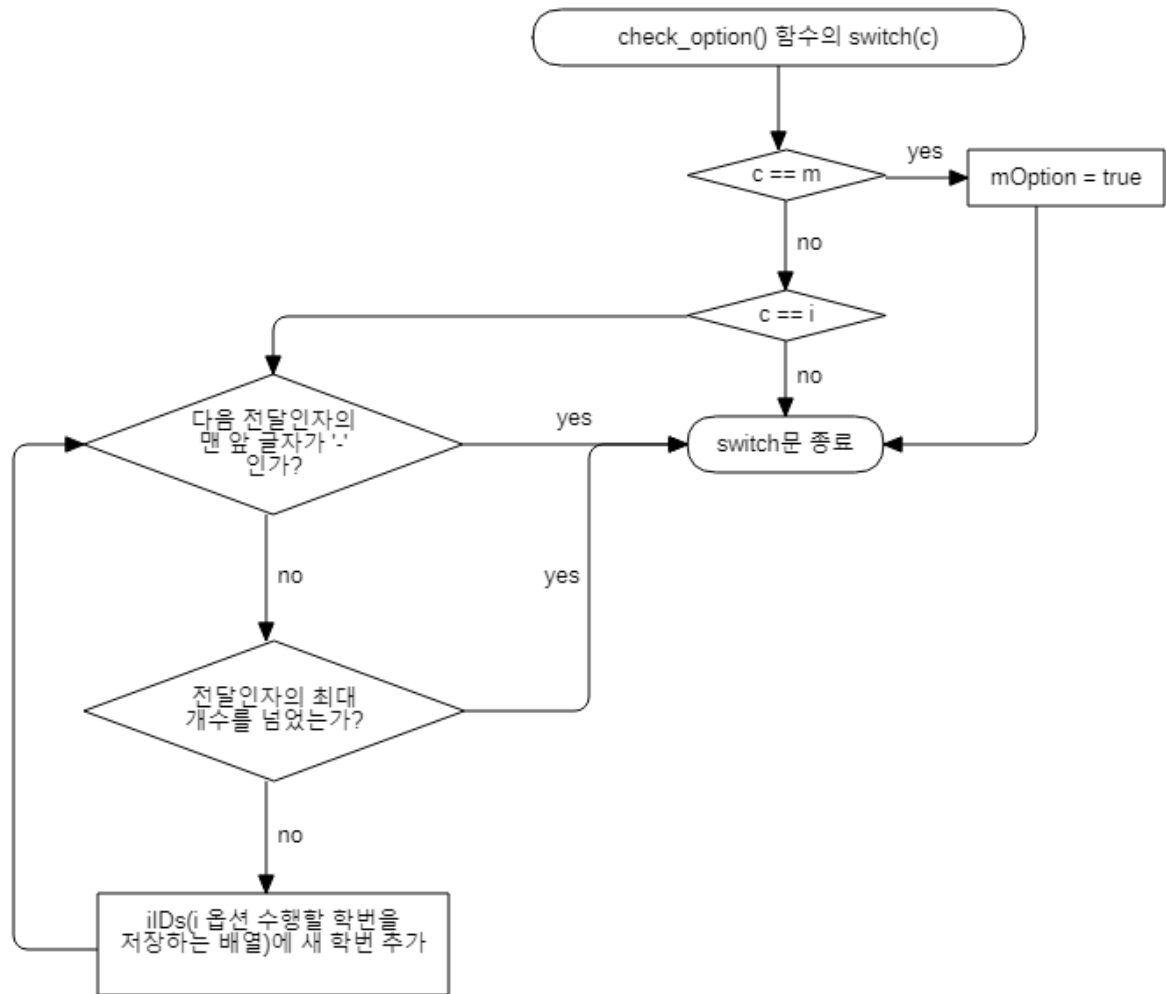 check_option() 함수의 switch(c)
yes
c == m
mOption = true
no
c == i
no
다음 전달인자의
맨 앞 글자가 '-'
인가?
yes
switch문 종료
no
yes
전달인자의 최대
개수를 넘었는가?
no
iIDs(i 옵션 수행할 학번을
저장하는 배열)에 새 학번 추가